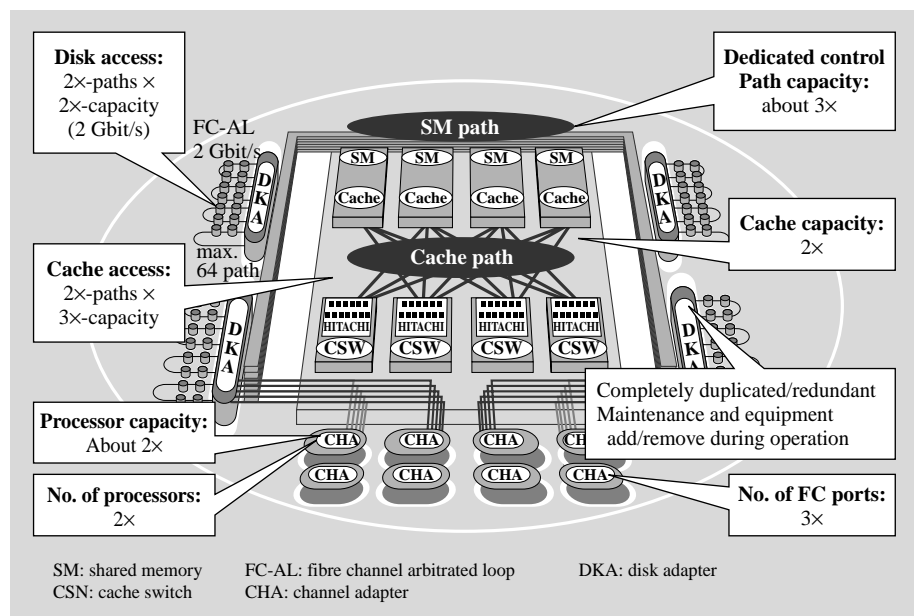 Disk access:
2×-paths ×
2×-capacity
(2 Gbit/s)
Dedicated control
Path capacity:
about 3×
FC-AL
2 Gbit/s
SM path
SM
SM
SM
SM
DKA
DKA
Cache
Cache
Cache
Cache
Cache capacity:
2×
max.
64 path
Cache path
Cache access:
2×-paths ×
3×-capacity
HITACHI
HITACHI
HITACHI
HITACHI
DKA
DKA
CSW
CSW
CSW
CSW
Completely duplicated/redundant
Maintenance and equipment
add/remove during operation
Processor capacity:
About 2×
CHA
CHA
CHA
CHA
CHA
CHA
CHA
No. of processors:
2×
No. of FC ports:
3×
SM: shared memory
FC-AL: fibre channel arbitrated loop
DKA: disk adapter
CSN: cache switch
CHA: channel adapter